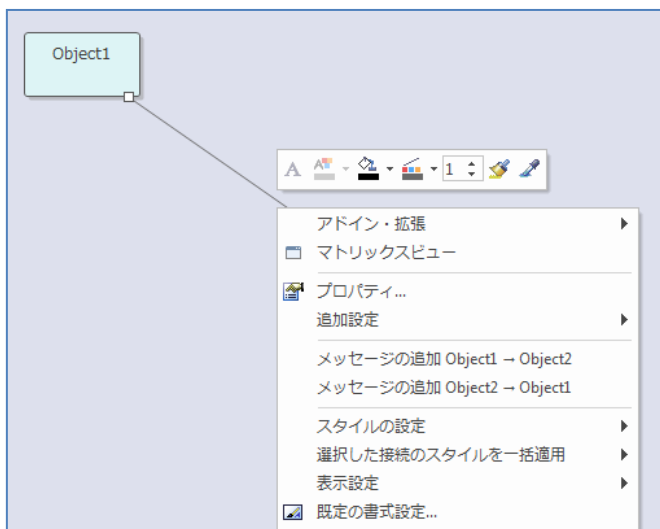 Object1
A A 1
アドイン・拡張
マトリックスビュー
プロパティ...
追加設定
メッセージの追加 Object1 → Object2
メッセージの追加 Object2 → Object1
スタイルの設定
選択した接続のスタイルを一括適用
表示設定
既定の書式設定...